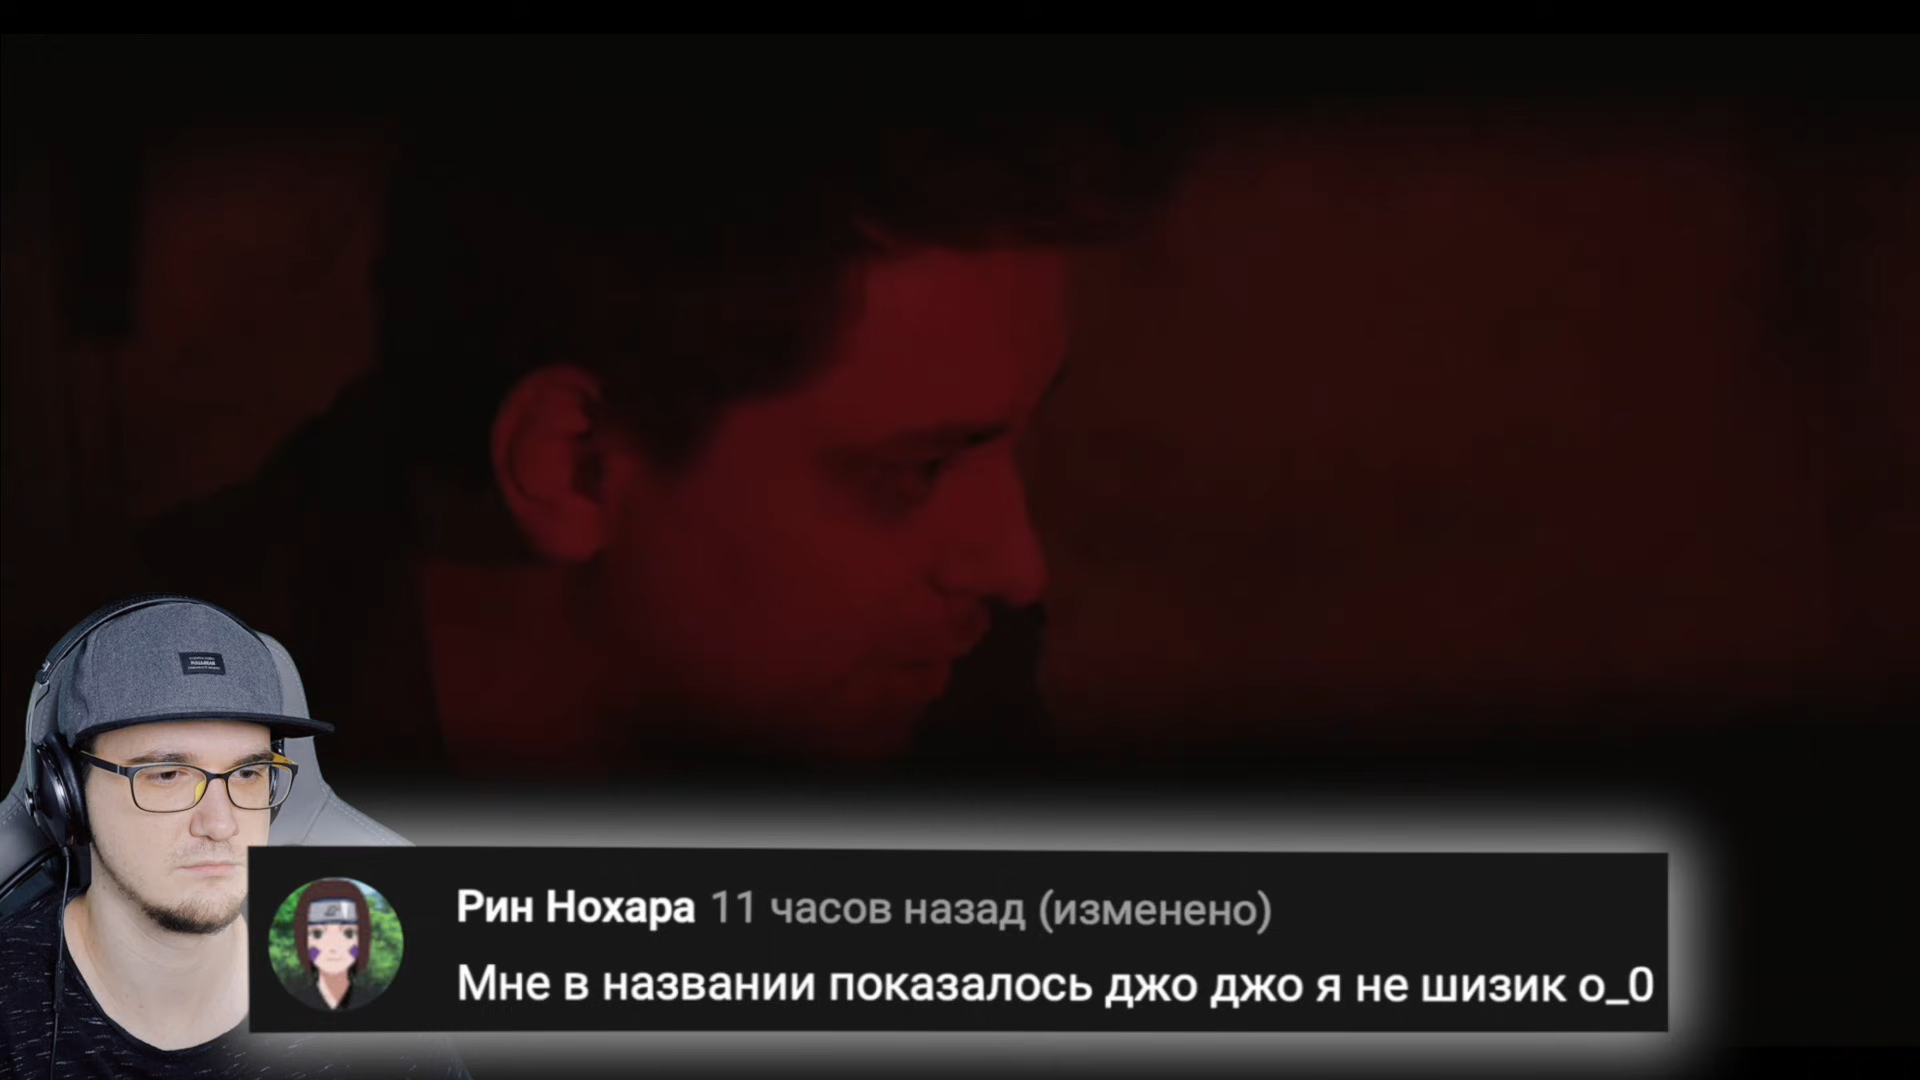 Рин Нохара 11 часов назад (изменено)
Мне в названии показалось джо джо я не шизик о_0